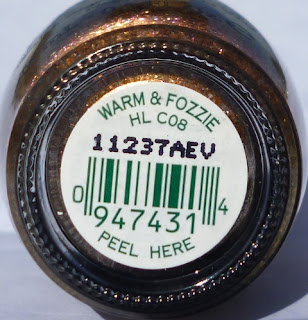 WARM & FOZZIE
HL C08
11237AEV
0 947431 4
PEEL HERE